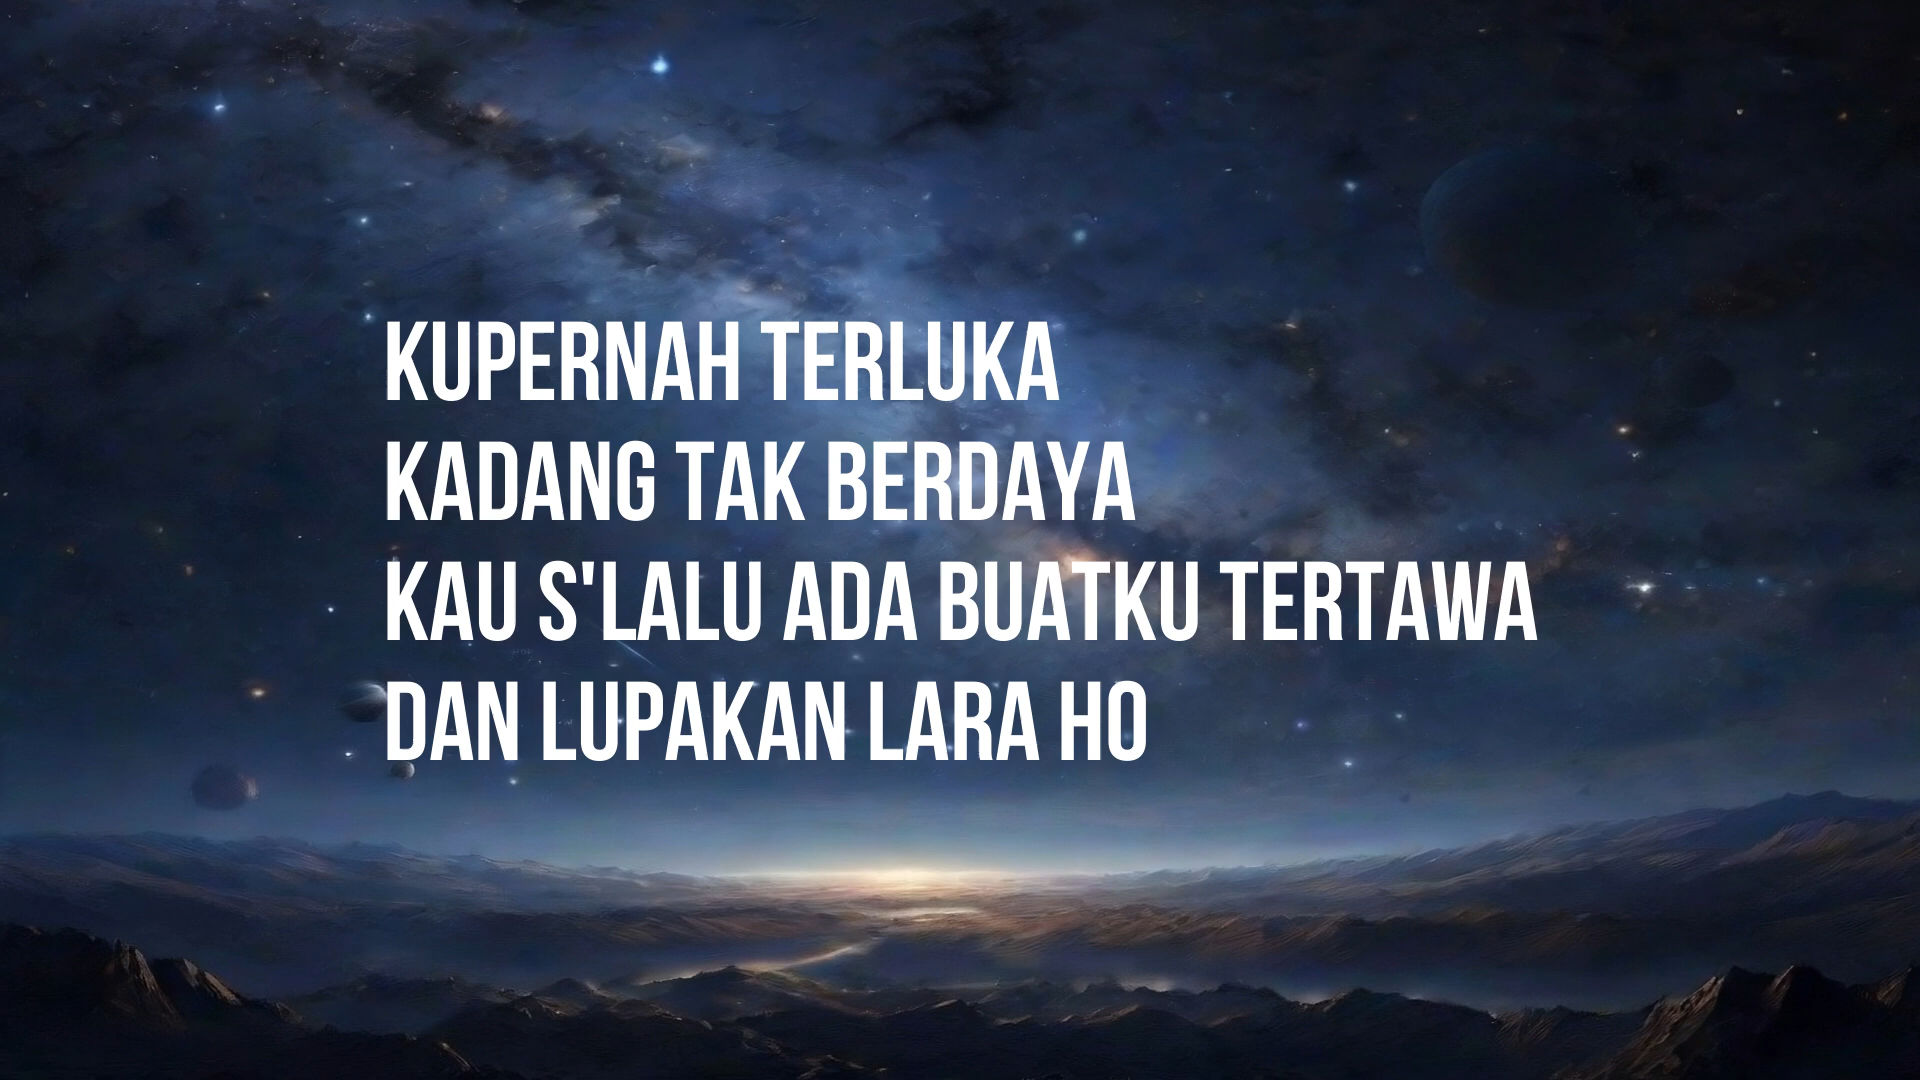 KUPERNAH TERLUKA
KADANG TAK BERDAYA
KAU S'LALU ADA BUATKU TERTAWA
DAN LUPAKAN LARA HO